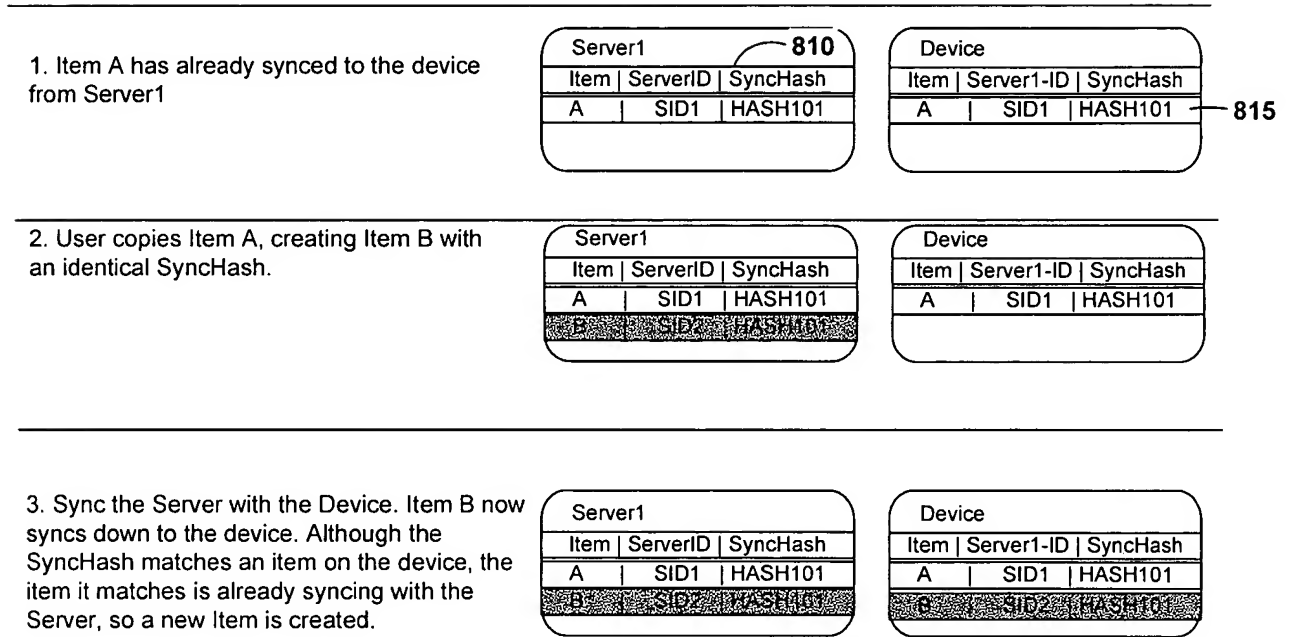 1. Item A has already synced to the device
from Server1
Server1
810
Item | ServerID | SyncHash
A | SID1 | HASH101
Device
Item | Server1-ID | SyncHash
A | SID1 | HASH101
815
2. User copies Item A, creating Item B with
an identical SyncHash.
Server1
Item | ServerID | SyncHash
A | SID1 | HASH101
B | SID2 | HASH101
Device
Item | Server1-ID | SyncHash
A | SID1 | HASH101
3. Sync the Server with the Device. Item B now
syncs down to the device. Although the
SyncHash matches an item on the device, the
item it matches is already syncing with the
Server, so a new Item is created.
Server1
Item | ServerID | SyncHash
A | SID1 | HASH101
B | SID2 | HASH101
Device
Item | Server1-ID | SyncHash
A | SID1 | HASH101
B | SID2 | HASH101